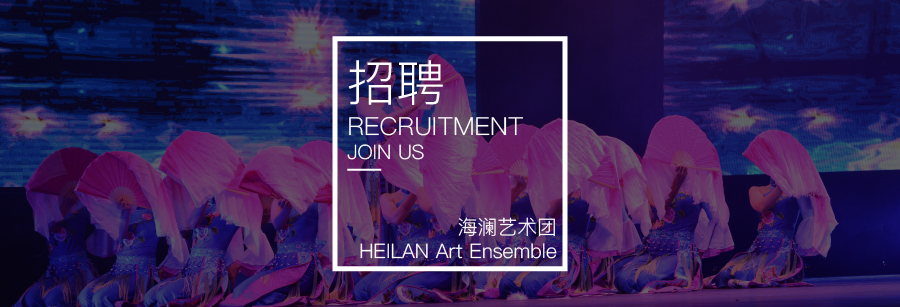 招聘
RECRUITMENT
JOIN US
海澜艺术团
HEILAN Art Ensemble